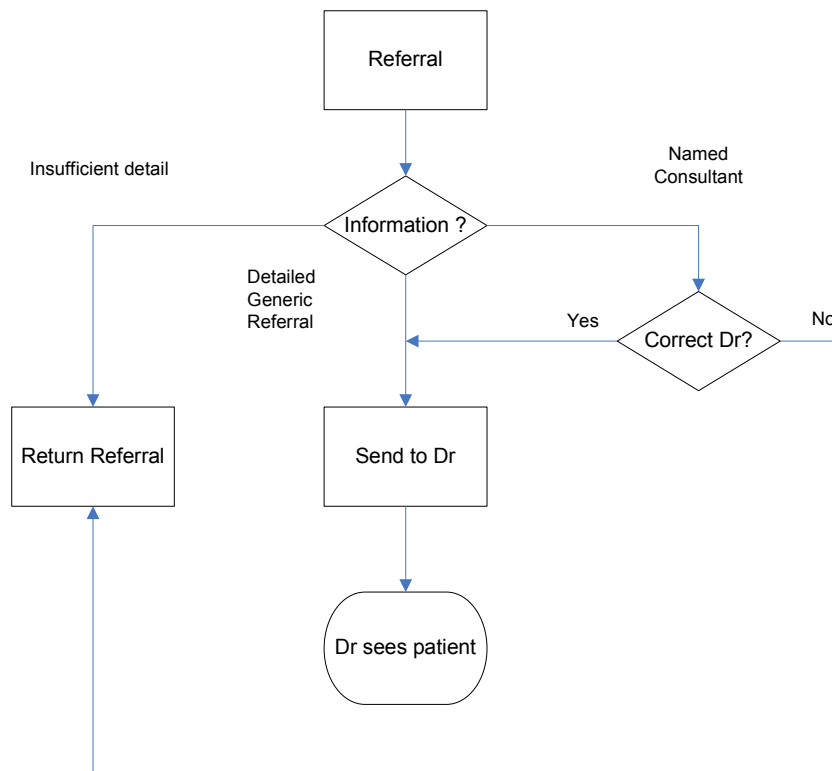 Referral
Insufficient detail
Named
Consultant
Information ?
Detailed
Generic
Referral
Yes
No
Correct Dr?
Return Referral
Send to Dr
Dr sees patient